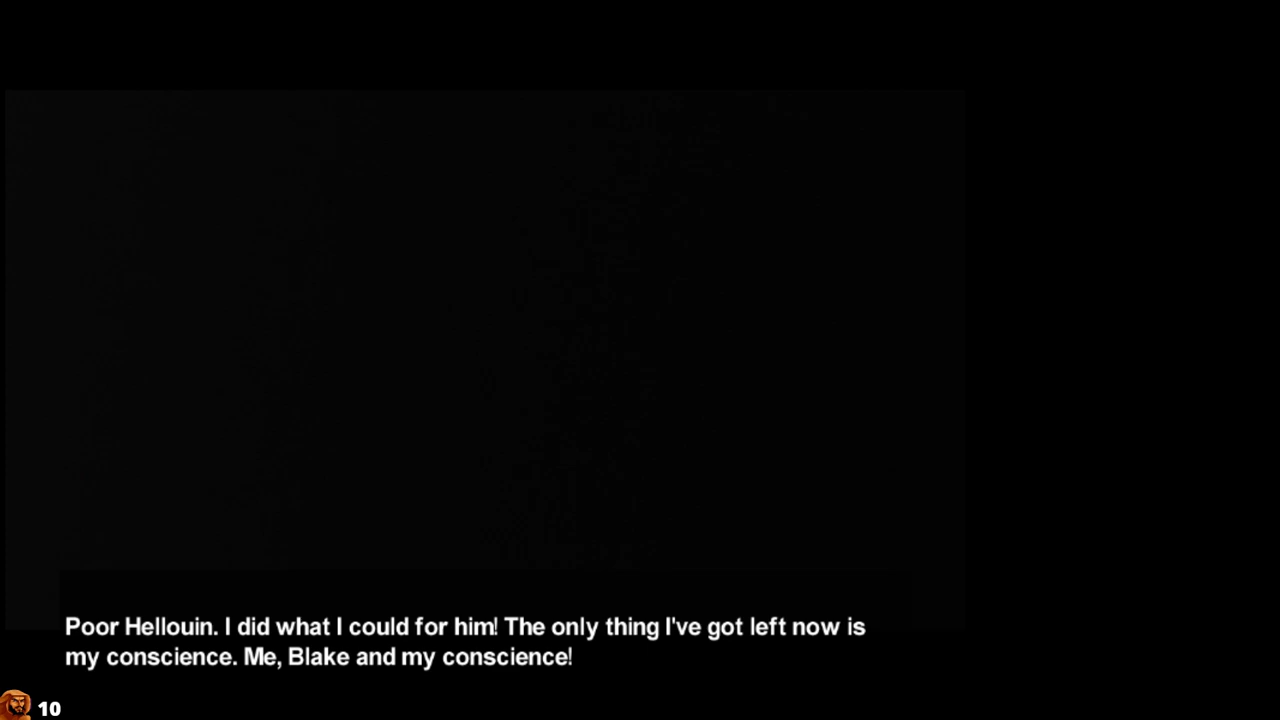 Poor Hellouin. I did what I could for him! The only thing I've got left now is
my conscience. Me, Blake and my conscience!
10